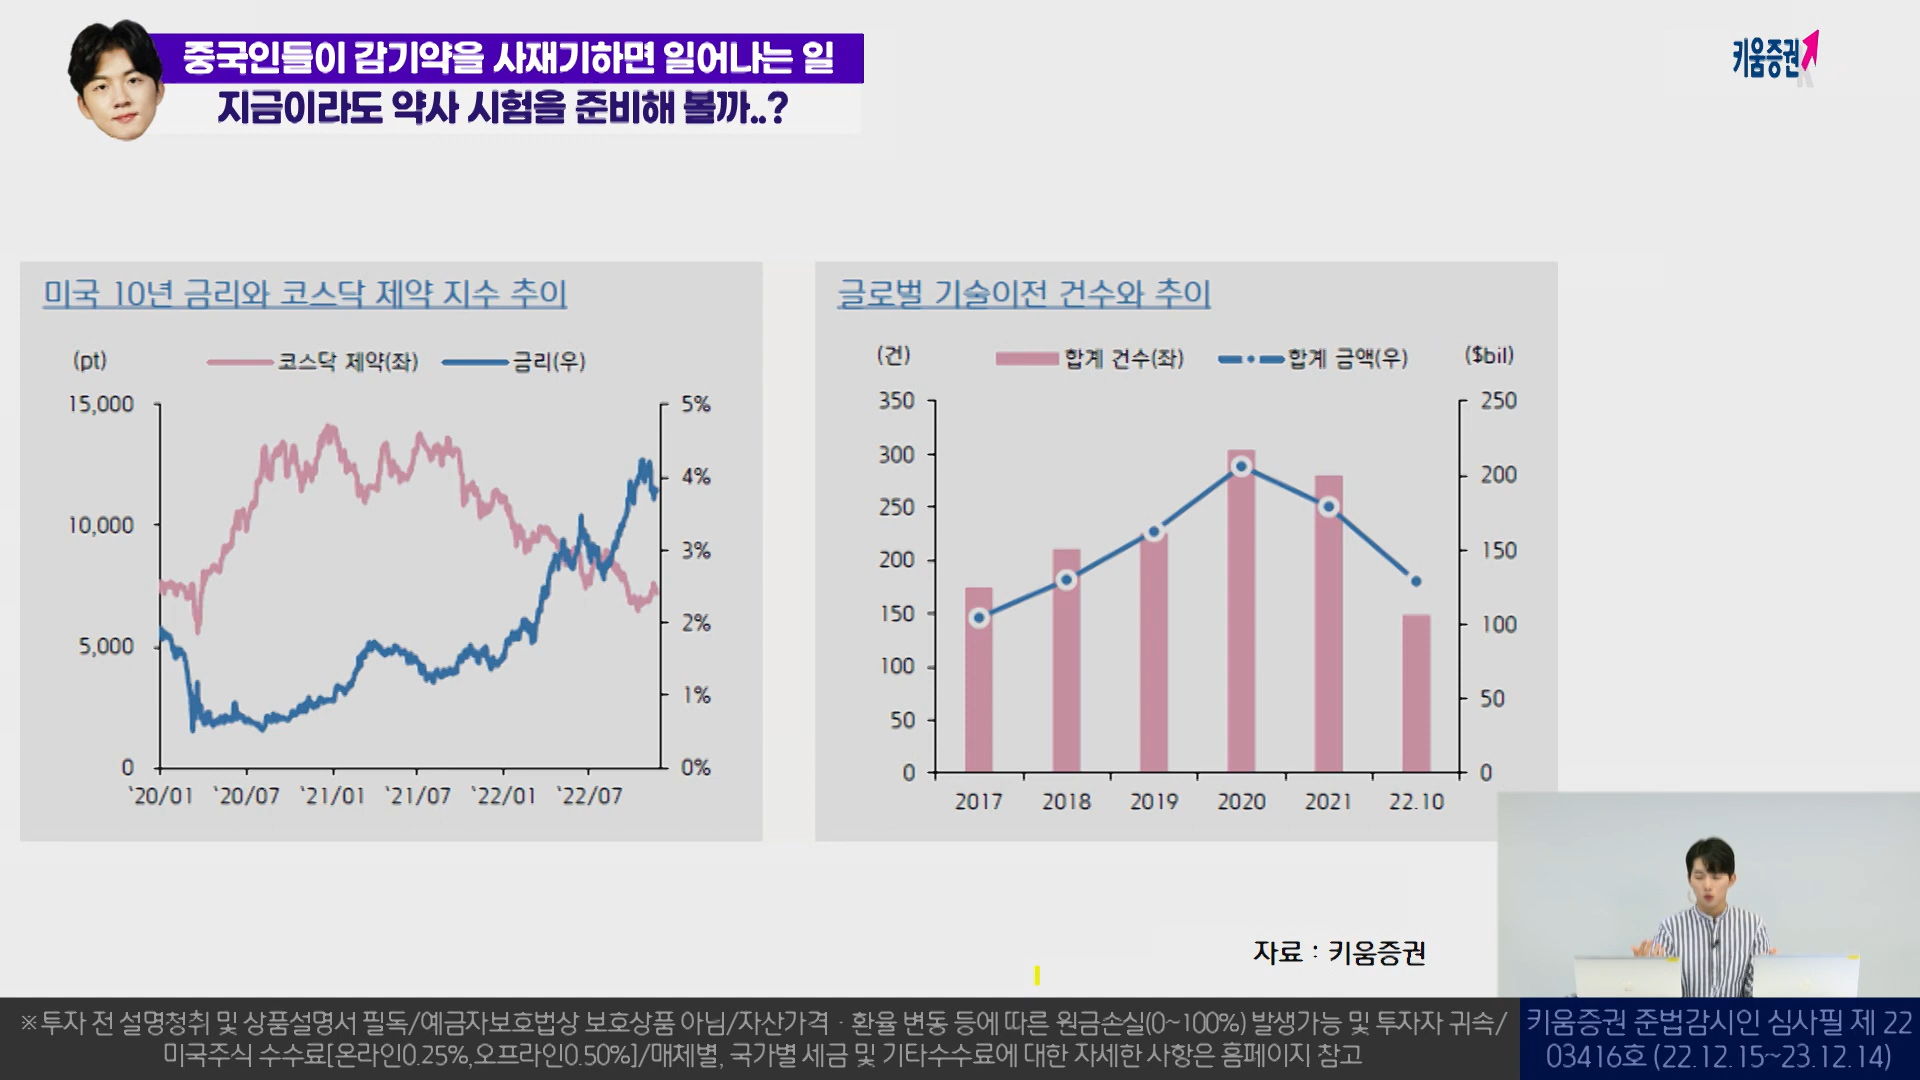 중국인들이 감기약을 사재기하면 일어나는 일
지금이라도 약사 시험을 준비해 볼까..?
키움증권
미국 10년 금리와 코스닥 제약 지수 추이
(pt)
코스닥 제약(좌)
금리(우)
15,000
10,000
5,000
0
5%
4%
3%
2%
1%
0%
'20/01
'20/07
'21/01
'21/07
'22/01
'22/07
글로벌 기술이전 건수와 추이
(건)
합계 건수(좌)
합계 금액(우)
($bil)
350
300
250
200
150
100
50
0
250
200
150
100
50
0
2017
2018
2019
2020
2021
22.10
자료 : 키움증권
※투자 전 설명청취 및 상품설명서 필독/예금자보호법상 보호상품 아님/자산가격 · 환율 변동 등에 따른 원금손실(0~100%) 발생가능 및 투자자 귀속/
미국주식 수수료[온라인0.25%,오프라인0.50%]/매체별, 국가별 세금 및 기타수수료에 대한 자세한 사항은 홈페이지 참고
키움증권 준법감시인 심사필 제 22
03416호 (22.12.15~23.12.14)